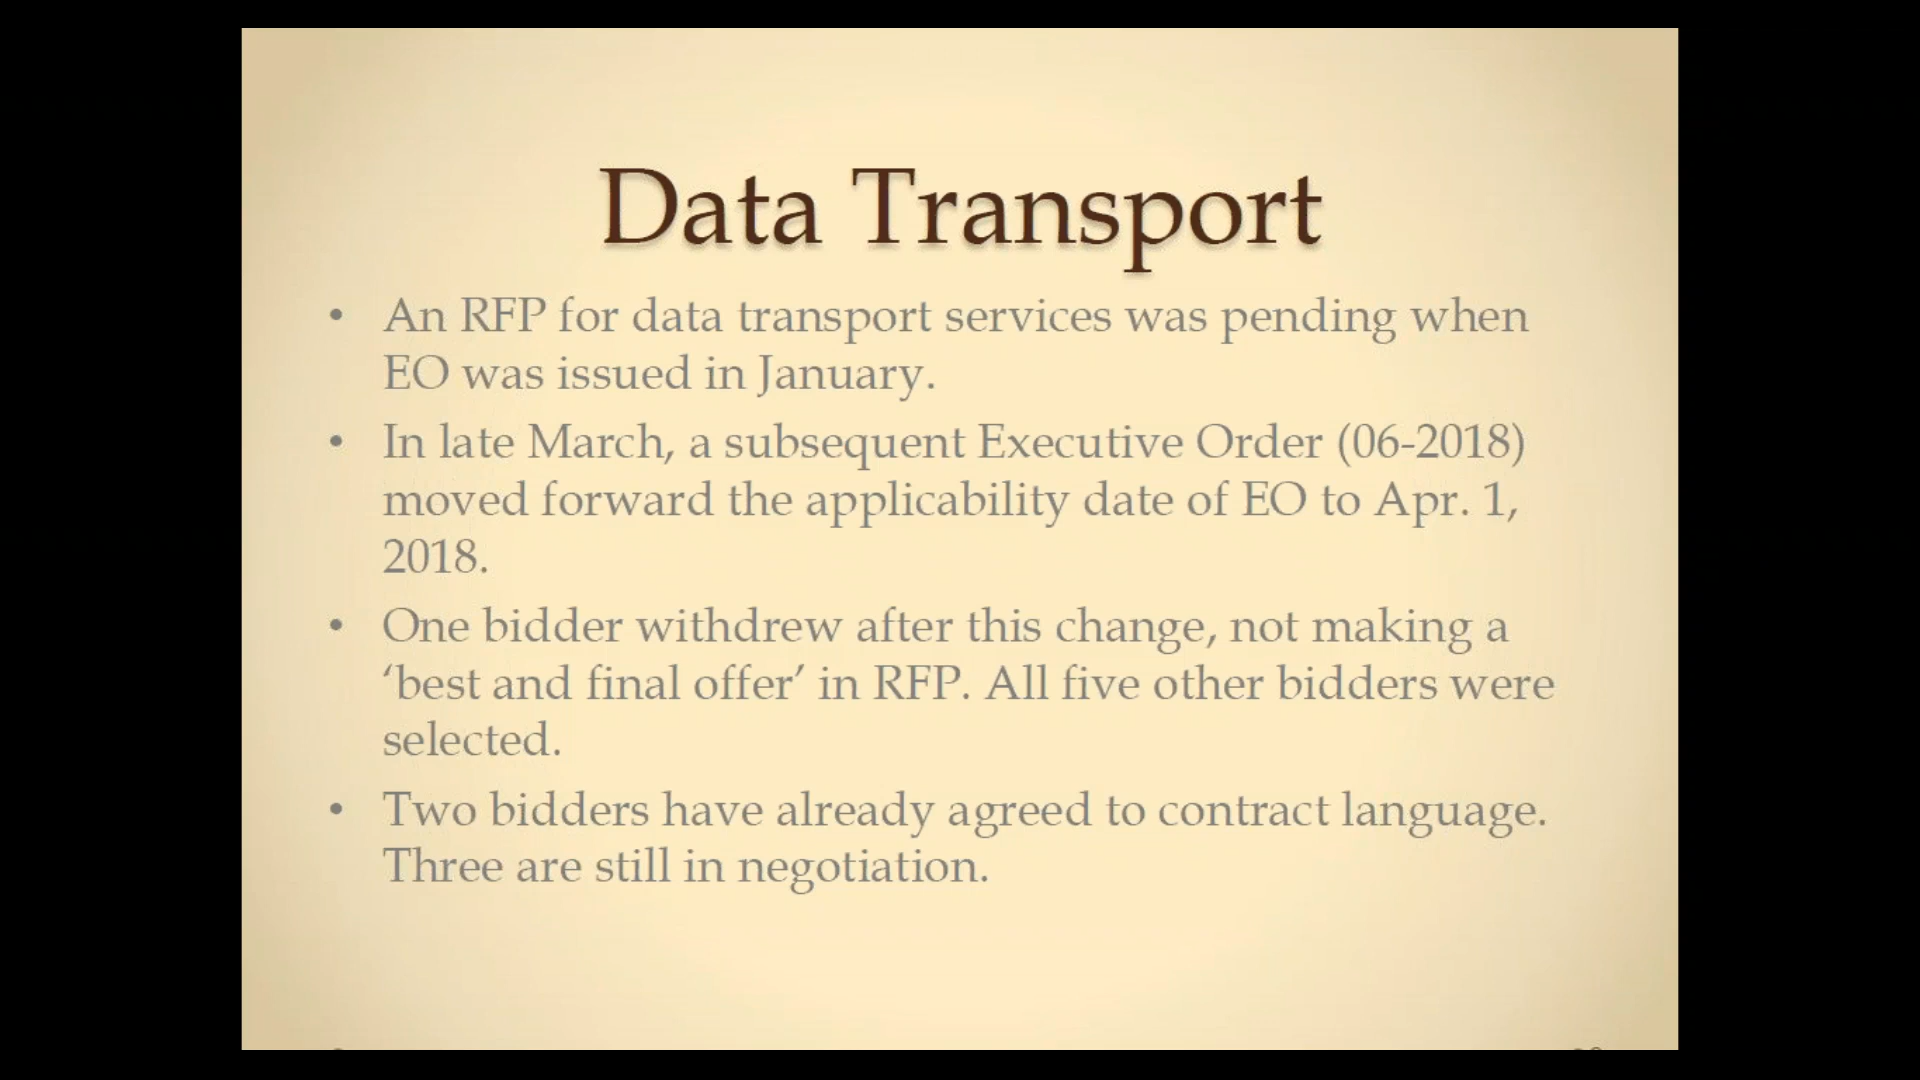 Data Transport
• An RFP for data transport services was pending when
EO was issued in January.
• In late March, a subsequent Executive Order (06-2018)
moved forward the applicability date of EO to Apr. 1,
2018.
• One bidder withdrew after this change, not making a
‘best and final offer’ in RFP. All five other bidders were
selected.
• Two bidders have already agreed to contract language.
Three are still in negotiation.